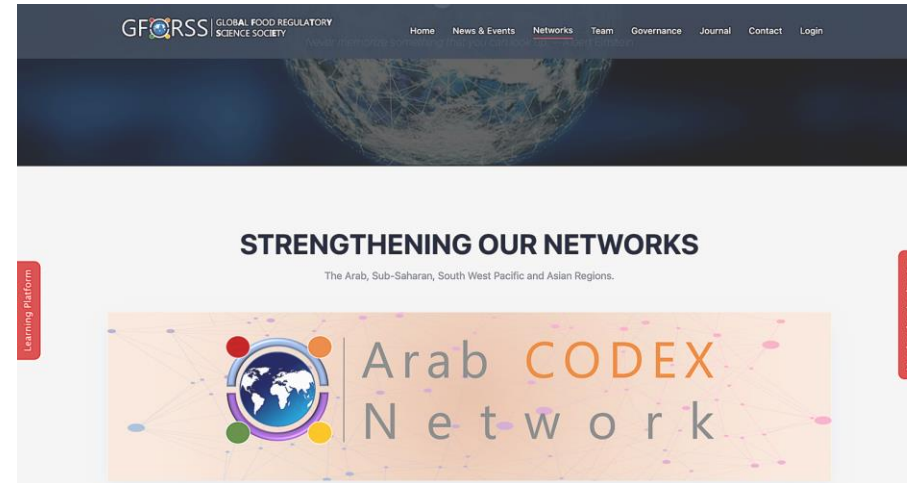 GFORSS GLOBAL FOOD REGULATORY
SCIENCE SOCIETY
Home News & Events Networks Team Governance Journal Contact Login
Learning Platform
STRENGTHENING OUR NETWORKS
The Arab, Sub-Saharan, South West Pacific and Asian Regions.
Arab CODEX
Network